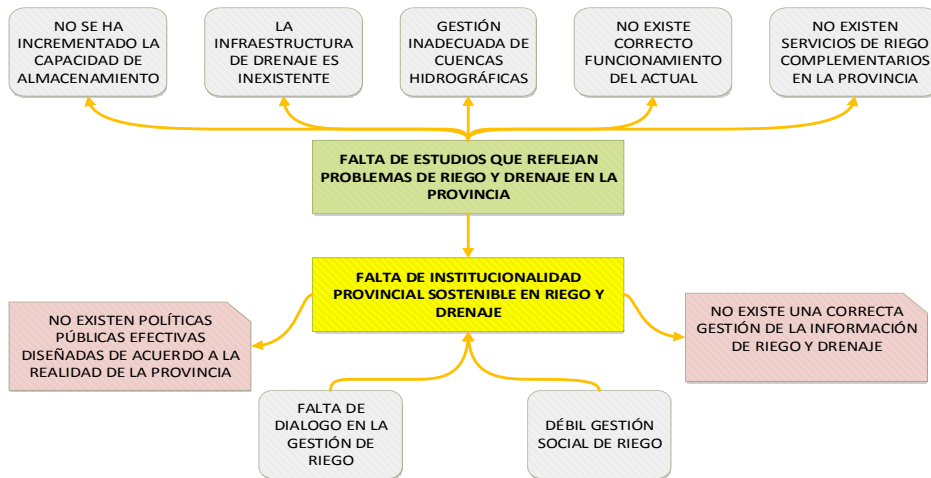 NO SE HA
INCREMENTADO LA
CAPACIDAD DE
ALMACENAMIENTO
LA
INFRAESTRUCTURA
DE DRENAJE ES
INEXISTENTE
GESTIÓN
INADECUADA DE
CUENCAS
HIDROGRÁFICAS
NO EXISTE
CORRECTO
FUNCIONAMIENTO
DEL ACTUAL
NO EXISTEN
SERVICIOS DE RIEGO
COMPLEMENTARIOS
EN LA PROVINCIA
FALTA DE ESTUDIOS QUE REFLEJAN
PROBLEMAS DE RIEGO Y DRENAJE EN LA
PROVINCIA
FALTA DE INSTITUCIONALIDAD
PROVINCIAL SOSTENIBLE EN RIEGO Y
DRENAJE
NO EXISTEN POLÍTICAS
PÚBLICAS EFECTIVAS
DISEÑADAS DE ACUERDO A LA
REALIDAD DE LA PROVINCIA
NO EXISTE UNA CORRECTA
GESTIÓN DE LA INFORMACIÓN
DE RIEGO Y DRENAJE
FALTA DE
DIALOGO EN LA
GESTIÓN DE
RIEGO
DÉBIL GESTIÓN
SOCIAL DE RIEGO